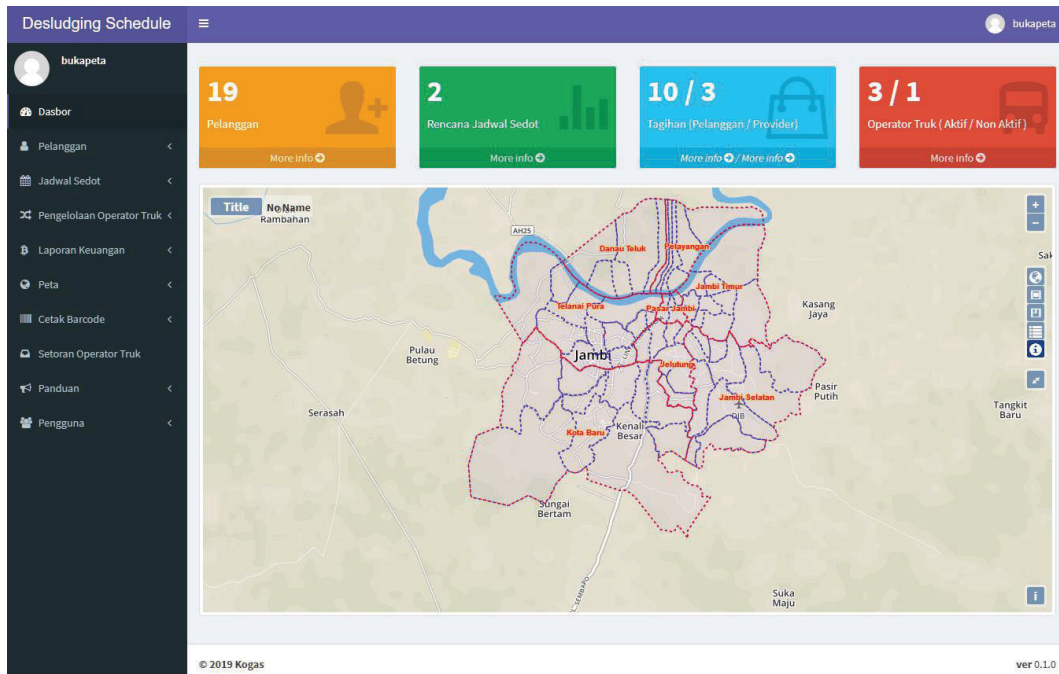 Desludging Schedule
bukapeta
bukapeta
Dasbor
Pelanggan
Jadwal Sedot
Pengelolaan Operator Truk
Laporan Keuangan
Peta
Cetak Barcode
Setoran Operator Truk
Panduan
Pengguna
19
Pelanggan
More info
2
Rencana Jadwal Sedot
More info
10 / 3
Tagihan (Pelanggan / Provider)
More info / More info
3 / 1
Operator Truk ( Aktif / Non Aktif )
More info
Title
No Name
Rambahan
AH25
Danau Teluk
Pelayangan
Jambi Timur
Telanai Pura
Pasar Jambi
Kasang
Jaya
Pulau
Betung
Jambi
Jelutung
Pasir
Putih
Jambi Selatan
DJB
Serasah
Tangkit
Baru
Kota Baru
Kenali
Besar
Sungai
Bertam
Suka
Maju
+
-
i
© 2019 Kogas
ver 0.1.0